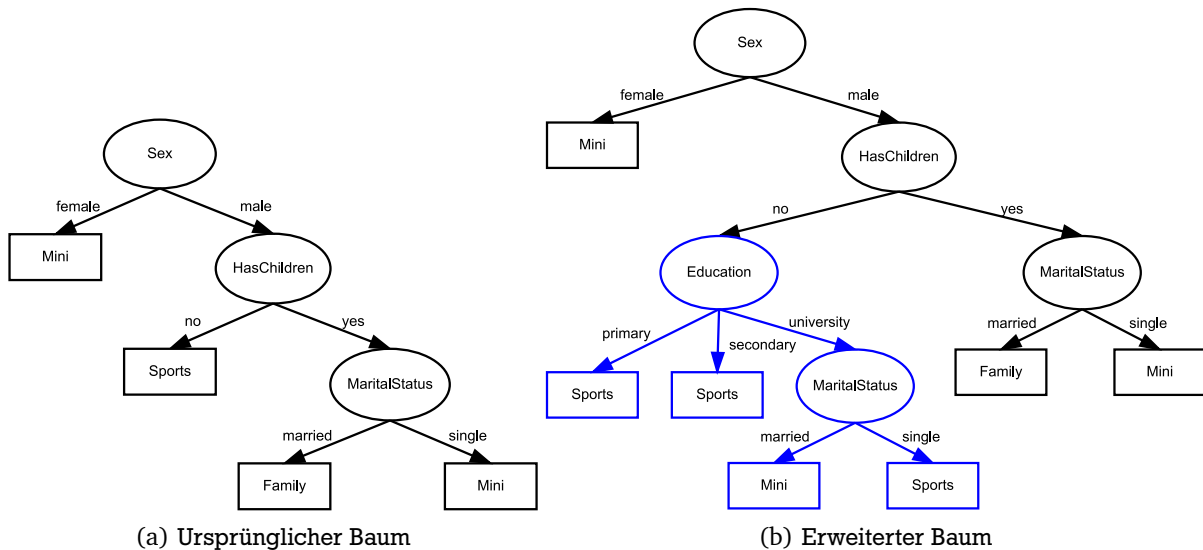 Sex
female
male
Mini
HasChildren
no
yes
Sports
MaritalStatus
married
single
Family
Mini
(a) Ursprünglicher Baum
Sex
female
male
Mini
HasChildren
no
yes
Education
MaritalStatus
primary
secondary
university
married
single
Sports
Sports
MaritalStatus
Family
Mini
married
single
Mini
Sports
(b) Erweiterter Baum